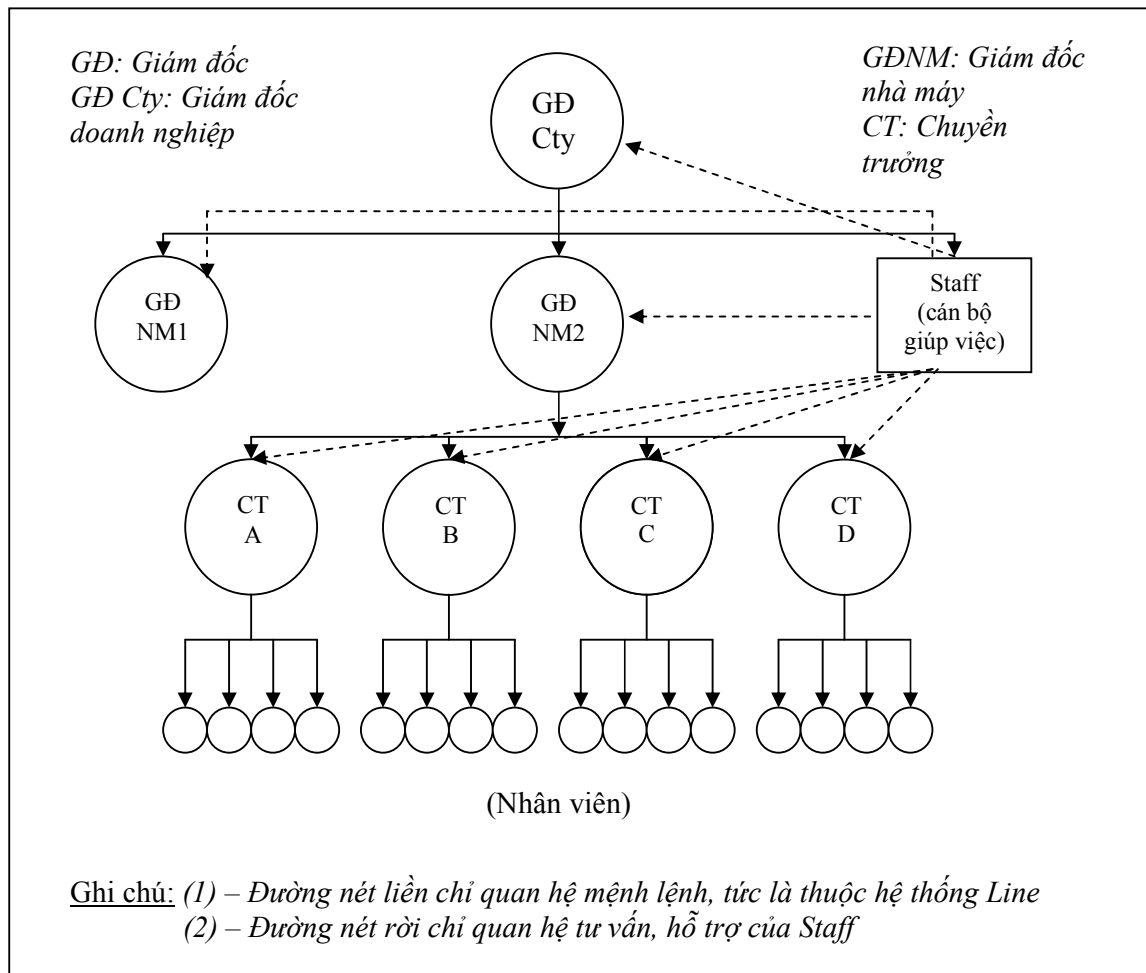 GĐ: Giám đốc
GĐ Cty: Giám đốc
doanh nghiệp
GĐNM: Giám đốc
nhà máy
CT: Chuyền
trưởng
GĐ
Cty
GĐ
NM1
GĐ
NM2
Staff
(cán bộ
giúp việc)
CT
A
CT
B
CT
C
CT
D
(Nhân viên)
Ghi chú: (1) – Đường nét liền chỉ quan hệ mệnh lệnh, tức là thuộc hệ thống Line
(2) – Đường nét rời chỉ quan hệ tư vấn, hỗ trợ của Staff